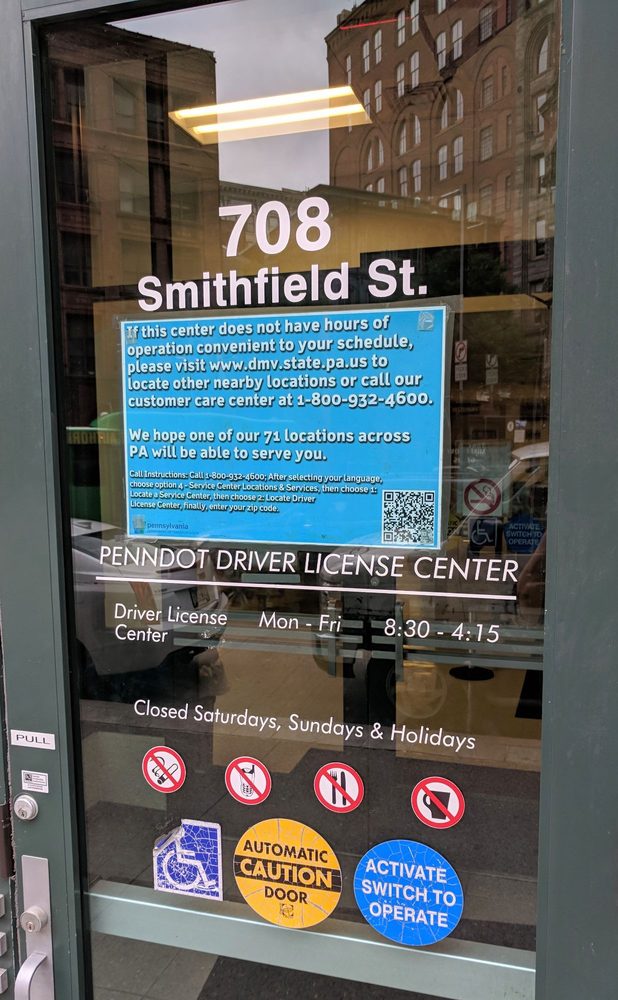 708
Smithfield St.
If this center does not have hours of
operation convenient to your schedule,
please visit www.dmv.state.pa.us to
locate other nearby locations or call our
customer care center at 1-800-932-4600.
We hope one of our 71 locations across
PA will be able to serve you.
Call Instructions: Call 1-800-932-4600; After selecting your language,
choose option 4 - Service Center Locations & Services, then choose 1:
Locate a Service Center, then choose 2: Locate Driver
License Center, finally, enter your zip code.
pennsylvania
PENNDOT DRIVER LICENSE CENTER
Driver License Center Mon - Fri 8:30 - 4:15
Closed Saturdays, Sundays & Holidays
PULL
AUTOMATIC
CAUTION
DOOR
ACTIVATE
SWITCH TO
OPERATE
ACTIVATE
SWITCH TO
OPERATE